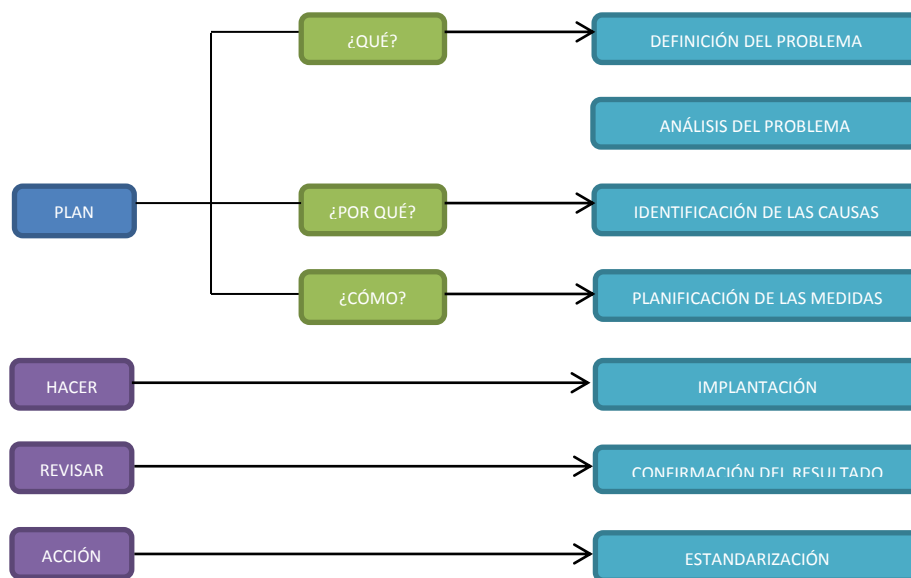 ¿QUÉ?
DEFINICIÓN DEL PROBLEMA
ANÁLISIS DEL PROBLEMA
PLAN
¿POR QUÉ?
IDENTIFICACIÓN DE LAS CAUSAS
¿CÓMO?
PLANIFICACIÓN DE LAS MEDIDAS
HACER
IMPLANTACIÓN
REVISAR
CONFIRMACIÓN DEL RESULTADO
ACCIÓN
ESTANDARIZACIÓN